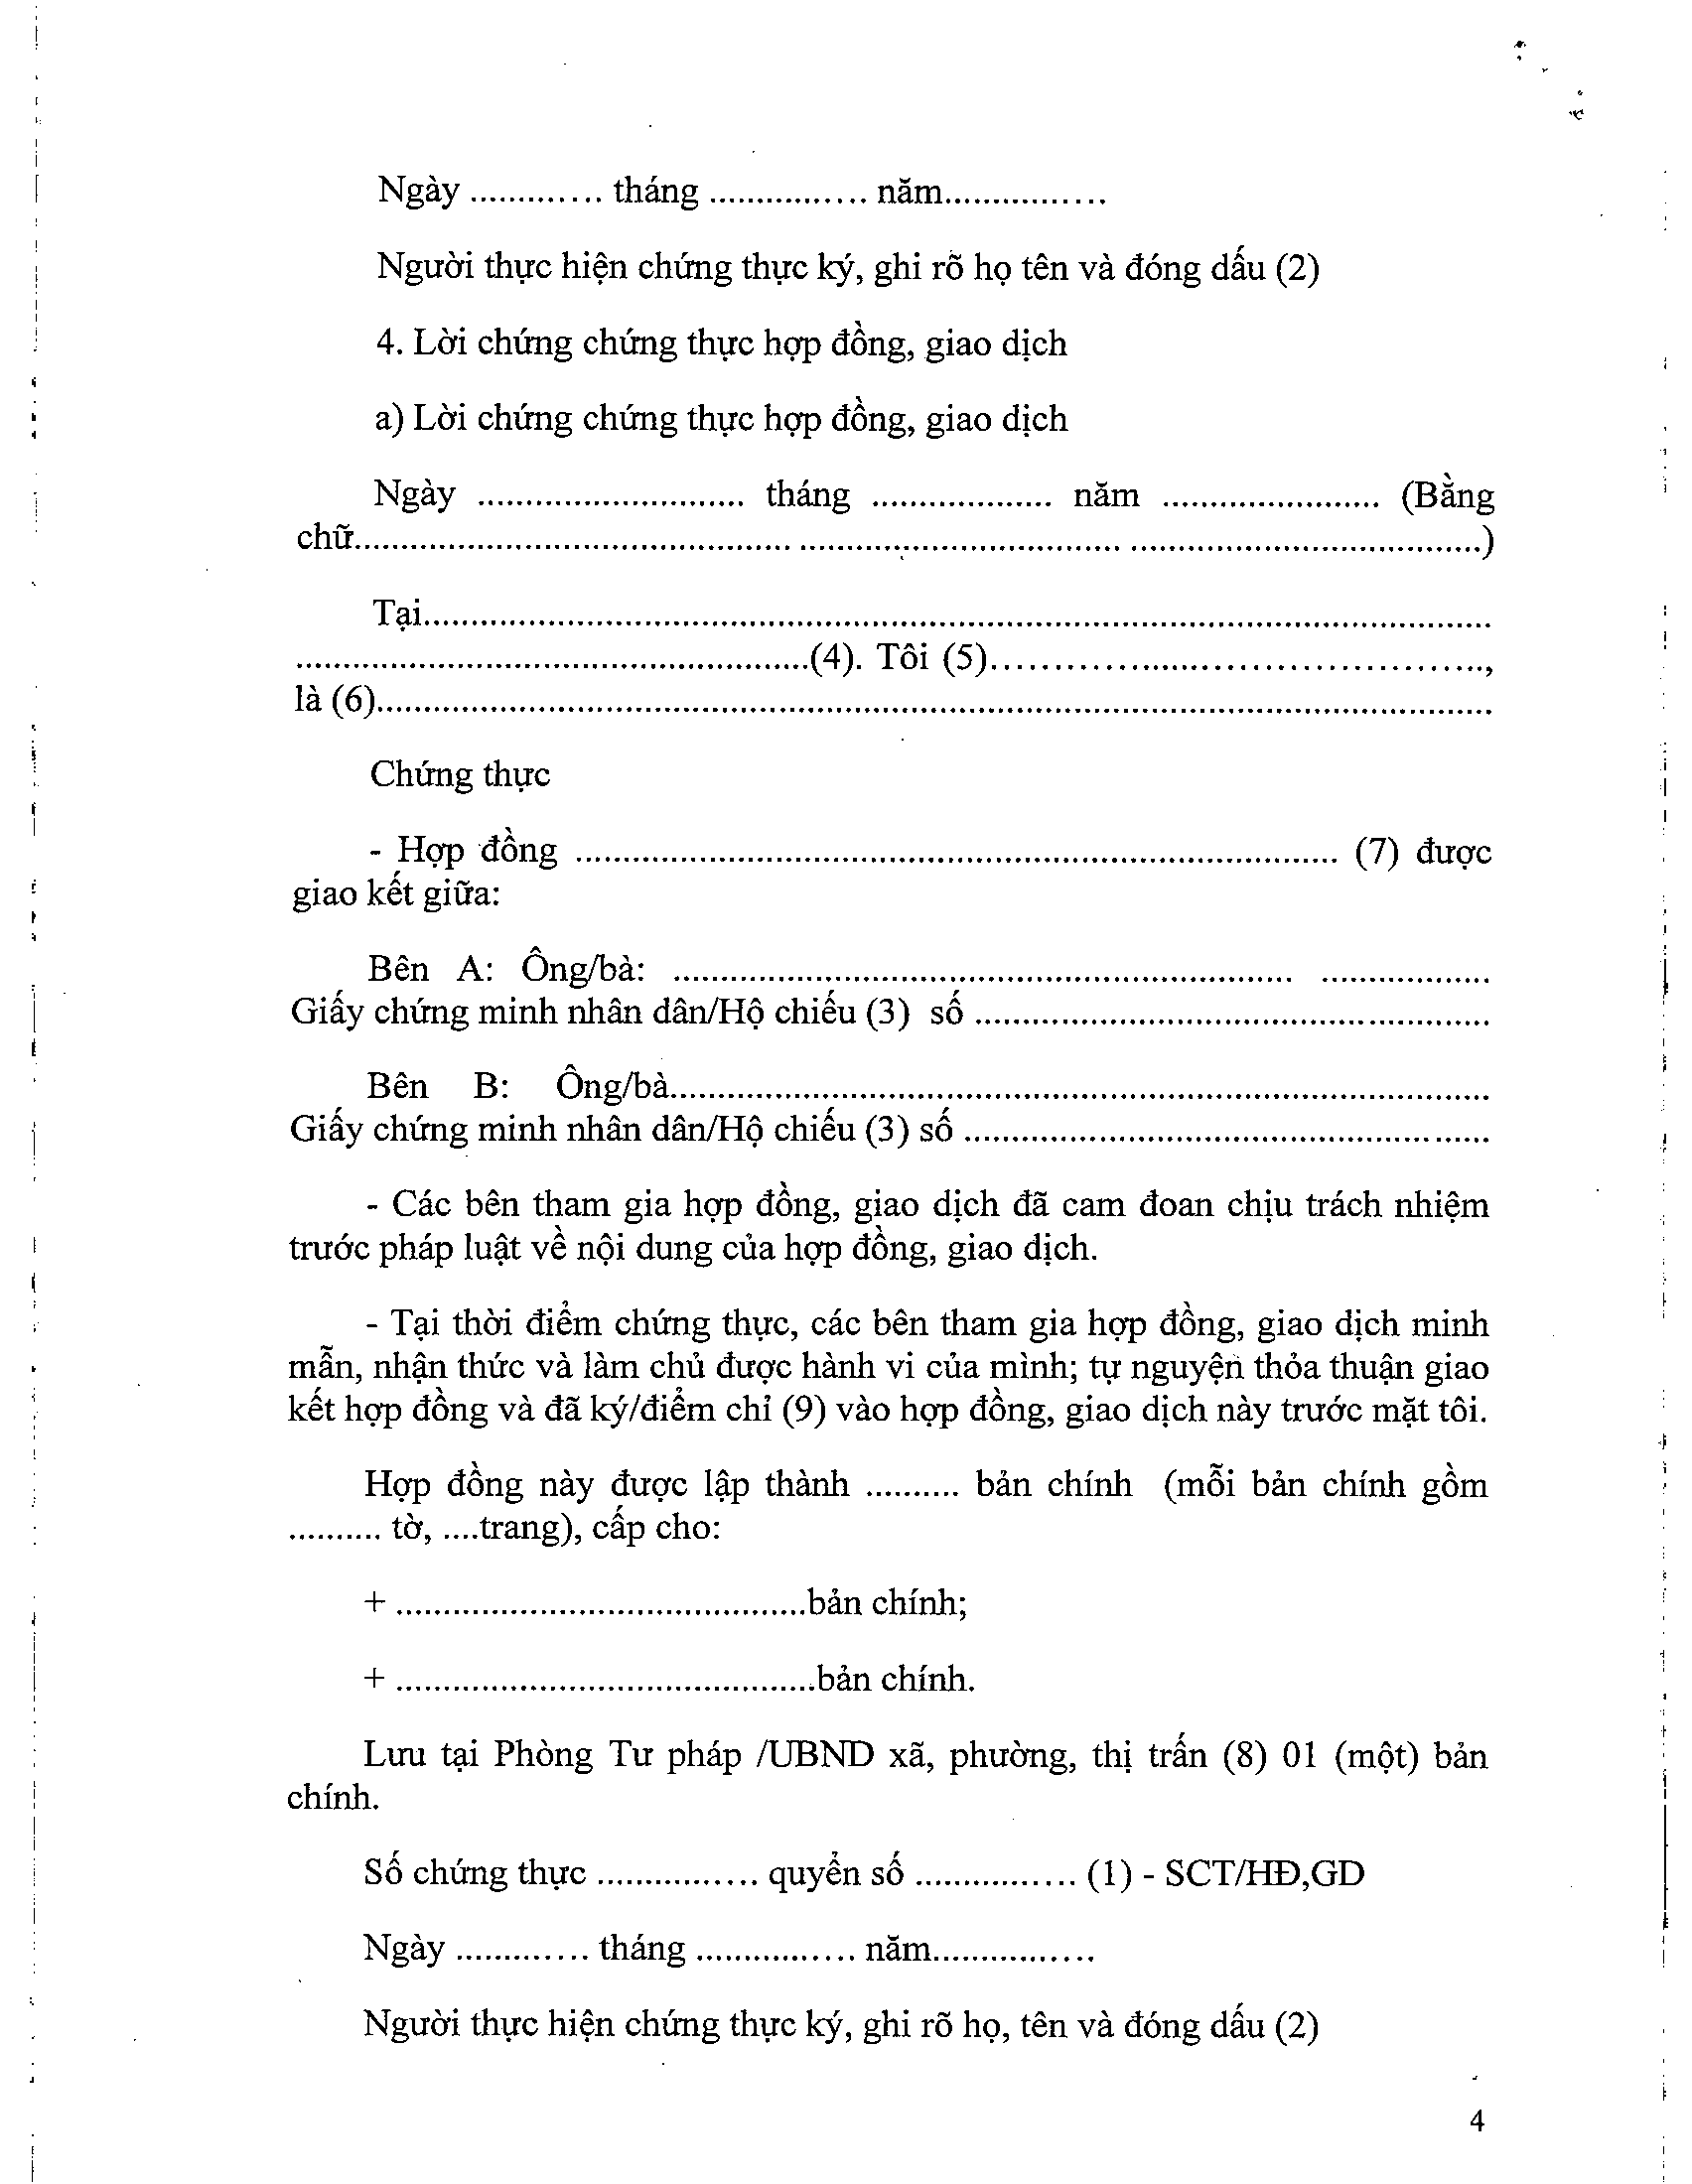 Ngày ............. tháng ............... năm................
Người thực hiện chứng thực ký, ghi rõ họ tên và đóng dấu (2)
4. Lời chứng chứng thực hợp đồng, giao dịch
a) Lời chứng chứng thực hợp đồng, giao dịch
Ngày ........................... tháng .................. năm ...................... (Bằng
chữ............................................ ................................ ...................................)
Tại............................................................................................................
....................................................(4). Tôi (5)..........................................,
là (6)................................................................................................................
Chứng thực
- Hợp đồng ............................................................................ (7) được
giao kết giữa:
Bên A: Ông/bà: .............................................................. .................
Giấy chứng minh nhân dân/Hộ chiếu (3) số ....................................................
Bên B: Ông/bà..................................................................................
Giấy chứng minh nhân dân/Hộ chiếu (3) số .....................................................
- Các bên tham gia hợp đồng, giao dịch đã cam đoan chịu trách nhiệm
trước pháp luật về nội dung của hợp đồng, giao dịch.
- Tại thời điểm chứng thực, các bên tham gia hợp đồng, giao dịch minh
mẫn, nhận thức và làm chủ được hành vi của mình; tự nguyện thỏa thuận giao
kết hợp đồng và đã ký/điểm chỉ (9) vào hợp đồng, giao dịch này trước mặt tôi.
Hợp đồng này được lập thành .......... bản chính (mỗi bản chính gồm
.......... tờ, ....trang), cấp cho:
+ .........................................bản chính;
+ ..........................................bản chính.
Lưu tại Phòng Tư pháp /UBND xã, phường, thị trấn (8) 01 (một) bản
chính.
Số chứng thực ................ quyển số ................ (1) - SCT/HĐ,GD
Ngày ............. tháng ................ năm................
Người thực hiện chứng thực ký, ghi rõ họ, tên và đóng dấu (2)
4